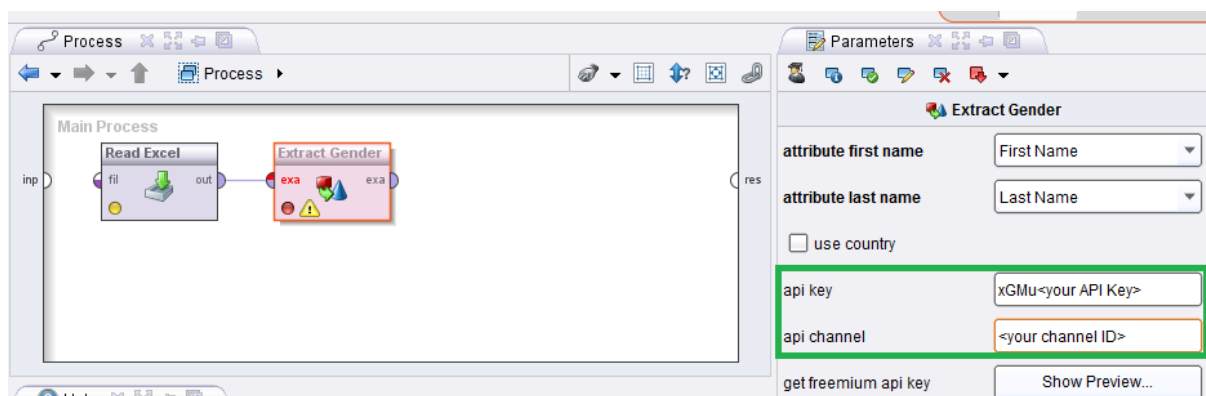 Process
Process
Main Process
Read Excel
Extract Gender
inp
fil
out
exa
exa
res
Parameters
Extract Gender
attribute first name
First Name
attribute last name
Last Name
use country
api key
xGMu<your API Key>
api channel
<your channel ID>
get freemium api key
Show Preview...